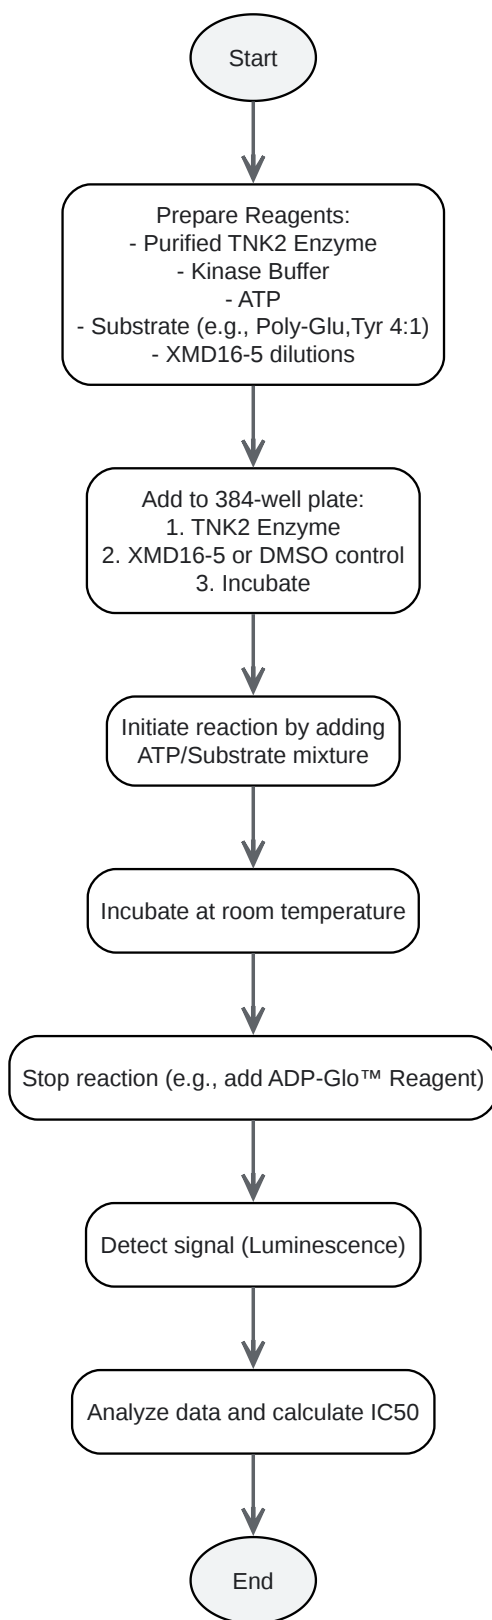 Start
Prepare Reagents:
- Purified TNK2 Enzyme
- Kinase Buffer
- ATP
- Substrate (e.g., Poly-Glu,Tyr 4:1)
- XMD16-5 dilutions
Add to 384-well plate:
1. TNK2 Enzyme
2. XMD16-5 or DMSO control
3. Incubate
Initiate reaction by adding
ATP/Substrate mixture
Incubate at room temperature
Stop reaction (e.g., add ADP-Glo™ Reagent)
Detect signal (Luminescence)
Analyze data and calculate IC50
End